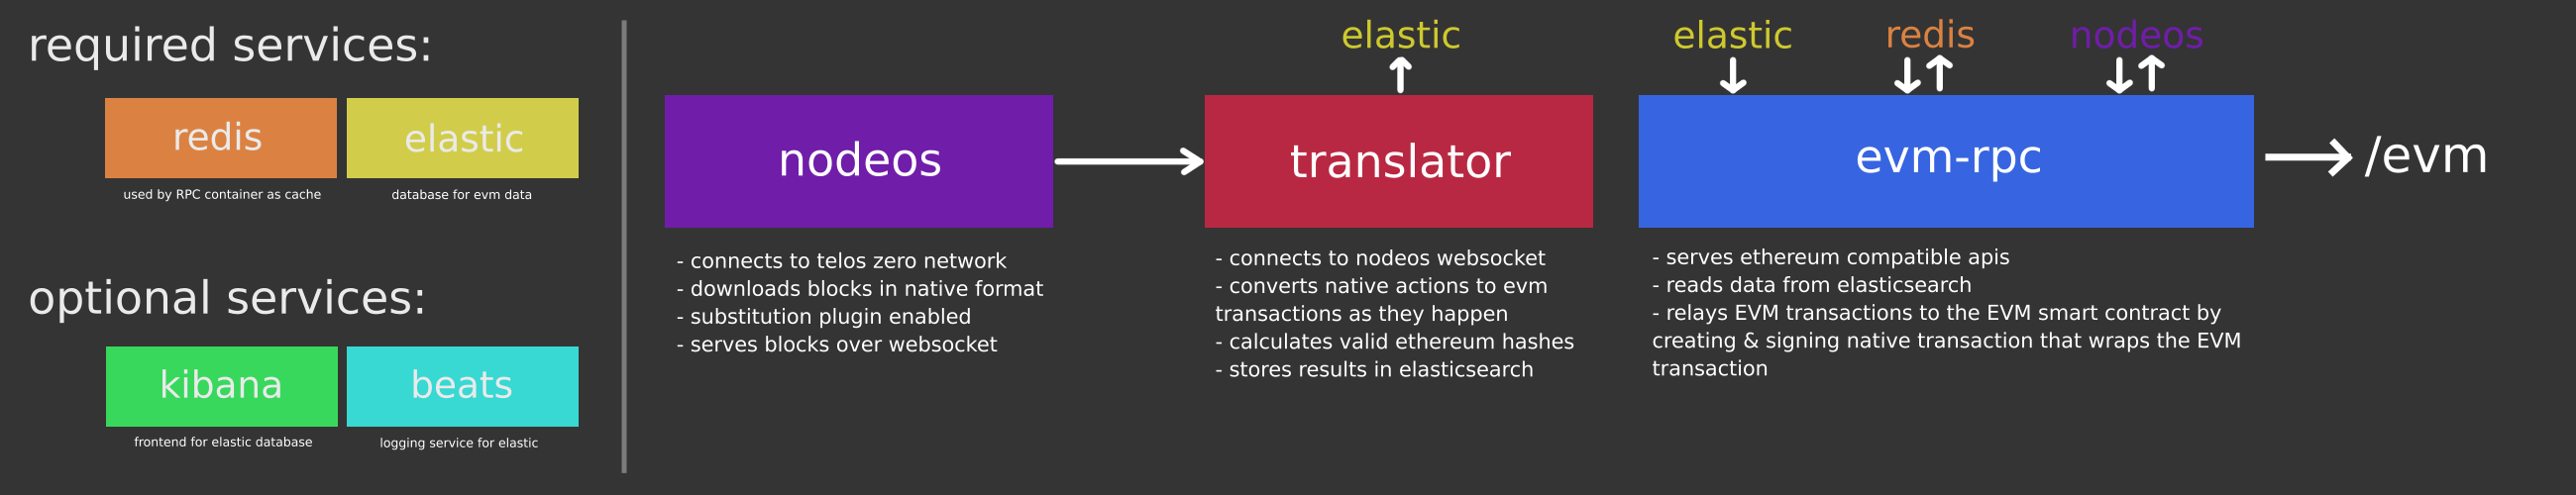 required services:
redis
elastic
used by RPC container as cache
database for evm data
optional services:
kibana
beats
frontend for elastic database
logging service for elastic
nodeos
- connects to telos zero network
- downloads blocks in native format
- substitution plugin enabled
- serves blocks over websocket
elastic
translator
- connects to nodeos websocket
- converts native actions to evm
transactions as they happen
- calculates valid ethereum hashes
- stores results in elasticsearch
elastic
redis
nodeos
evm-rpc
- serves ethereum compatible apis
- reads data from elasticsearch
- relays EVM transactions to the EVM smart contract by
creating & signing native transaction that wraps the EVM
transaction
/evm